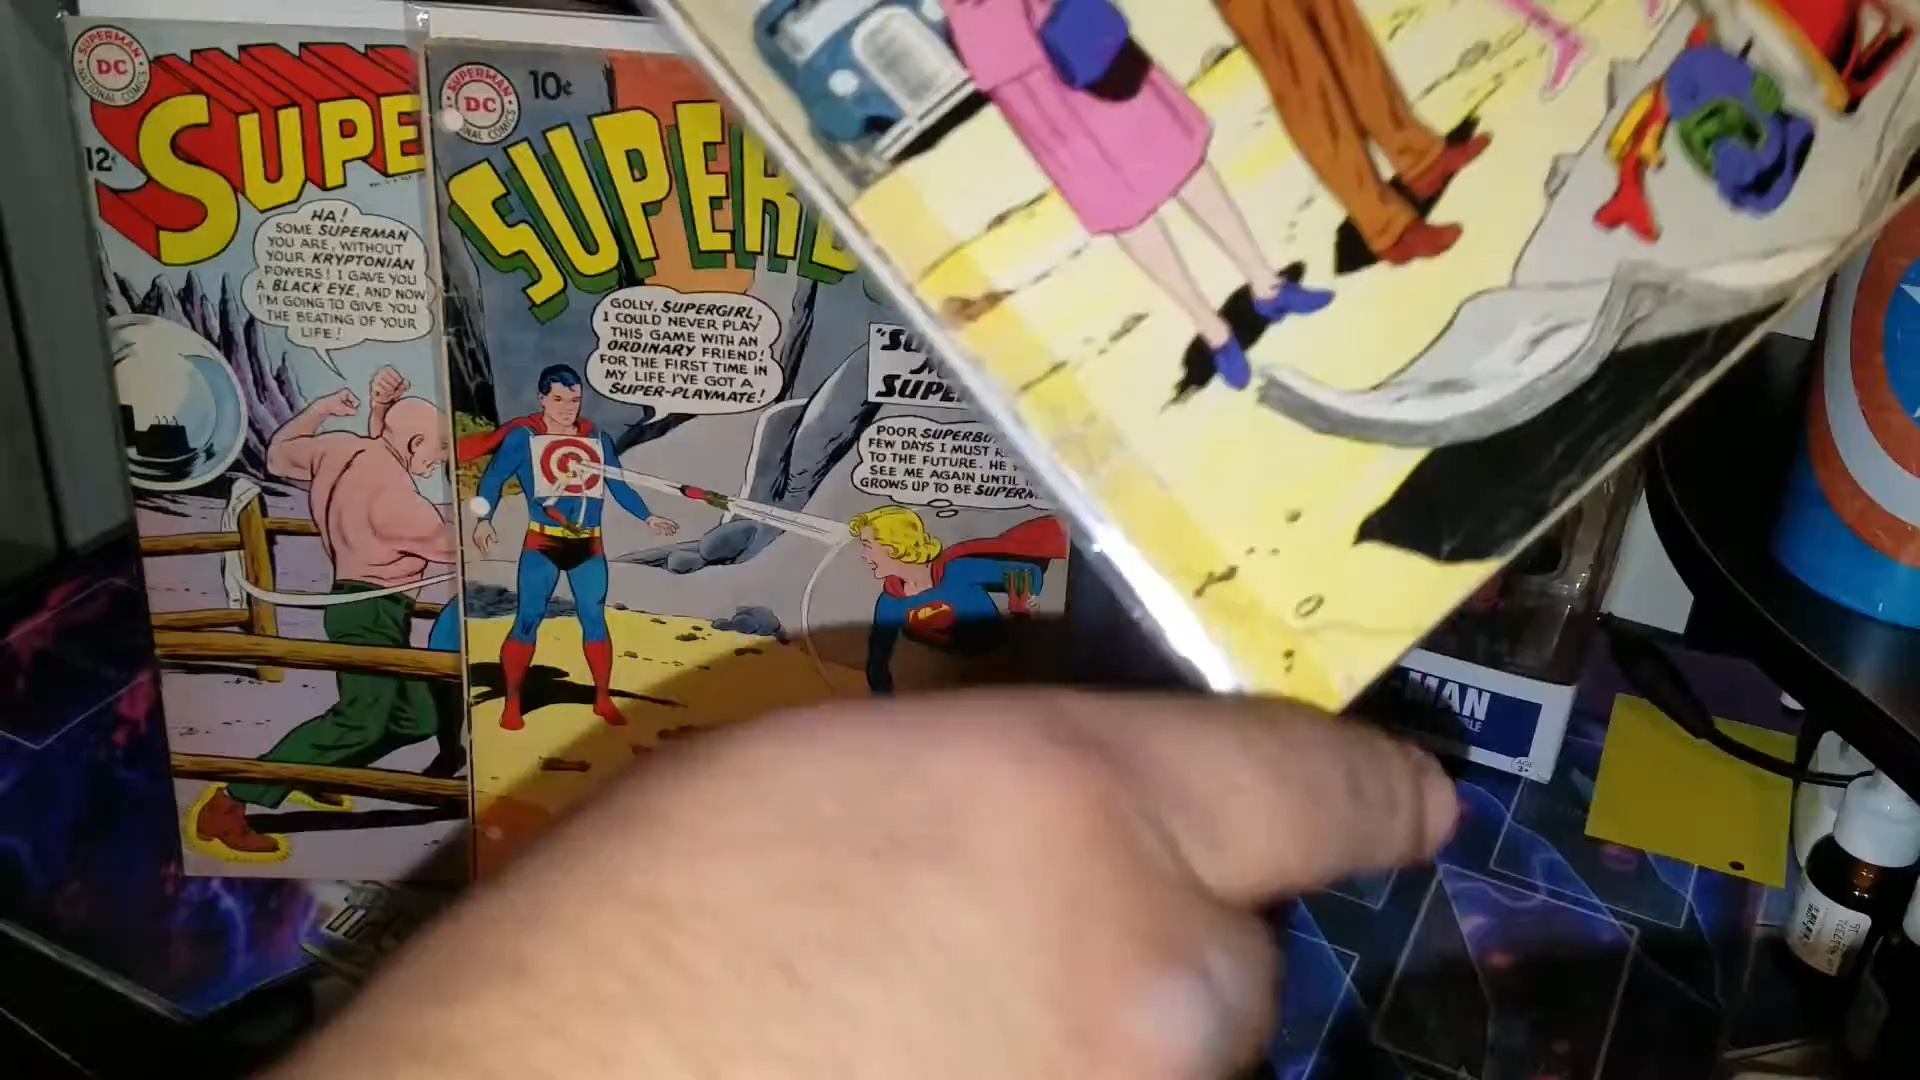 SUPERMAN
DC
NATIONAL COMICS
12¢
SUPE
HA!
SOME SUPERMAN
YOU ARE, WITHOUT
YOUR KRYPTONIAN
POWERS! I GAVE YOU
A BLACK EYE, AND NOW
I'M GOING TO GIVE YOU
THE BEATING OF YOUR
LIFE!
SUPERMAN
DC
NAL COMICS
10¢
SUPER
GOLLY, SUPERGIRL,
I COULD NEVER PLAY
THIS GAME WITH AN
ORDINARY FRIEND!
FOR THE FIRST TIME IN
MY LIFE I'VE GOT A
SUPER-PLAYMATE!
SUPE
POOR SUPERBO
FEW DAYS I MUST R
TO THE FUTURE. HE
SEE ME AGAIN UNTIL
GROWS UP TO BE SUPERM
-MAN